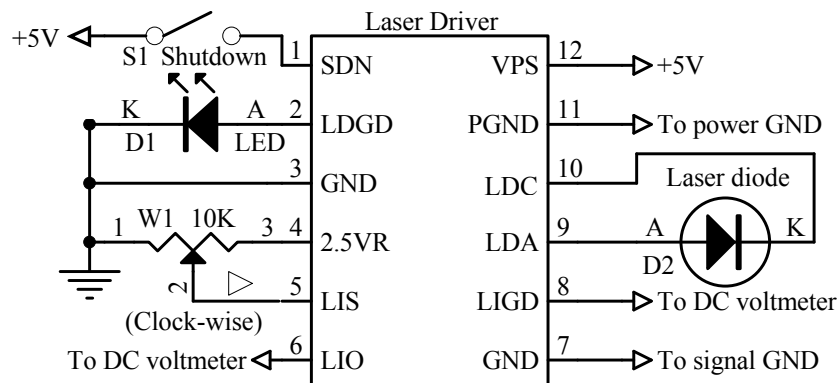 Laser Driver
+5V
S1 Shutdown
1 SDN VPS 12 +5V
K A 2 LDGD PGND 11 To power GND
D1 LED
3 GND LDC 10
Laser diode
1 W1 10K 3 4 2.5VR LDA 9 A K
D2
2 5 LIS LIGD 8 To DC voltmeter
(Clock-wise)
To DC voltmeter 6 LIO GND 7 To signal GND